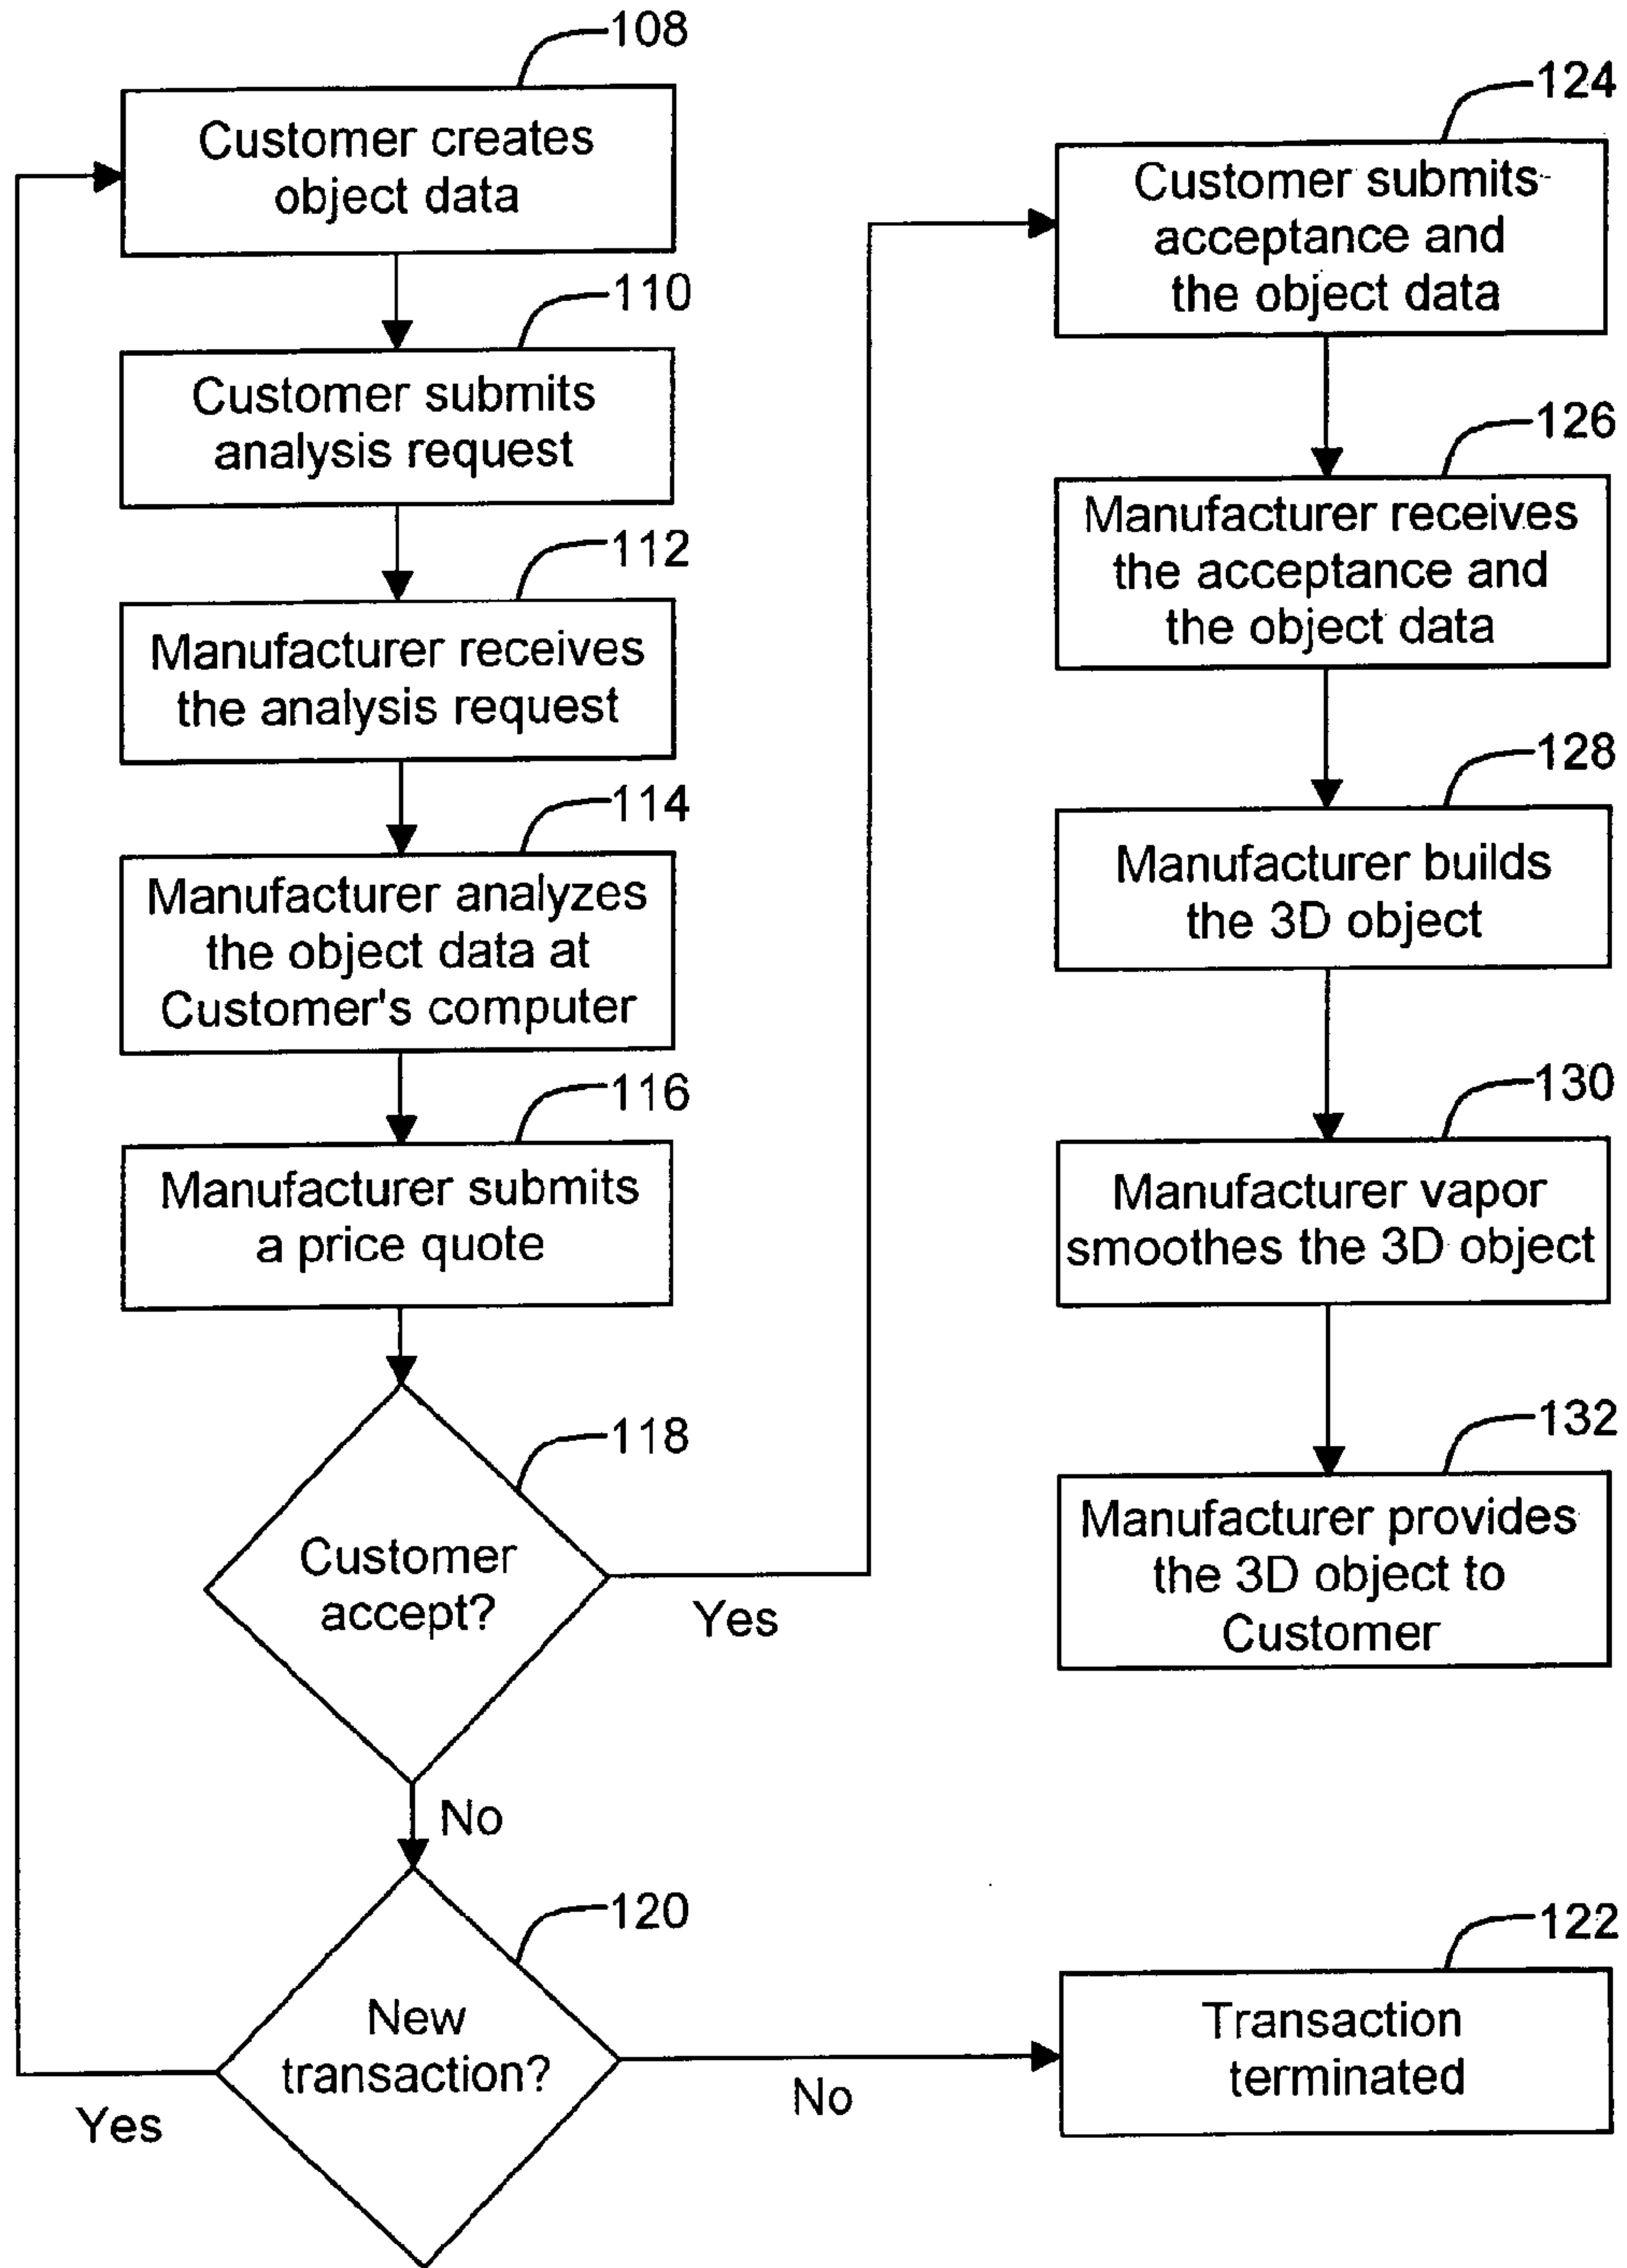 108
Customer creates
object data
110
Customer submits
analysis request
112
Manufacturer receives
the analysis request
114
Manufacturer analyzes
the object data at
Customer's computer
116
Manufacturer submits
a price quote
118
Customer
accept?
Yes
No
120
New
transaction?
Yes
No
124
Customer submits
acceptance and
the object data
126
Manufacturer receives
the acceptance and
the object data
128
Manufacturer builds
the 3D object
130
Manufacturer vapor
smoothes the 3D object
132
Manufacturer provides
the 3D object to
Customer
122
Transaction
terminated